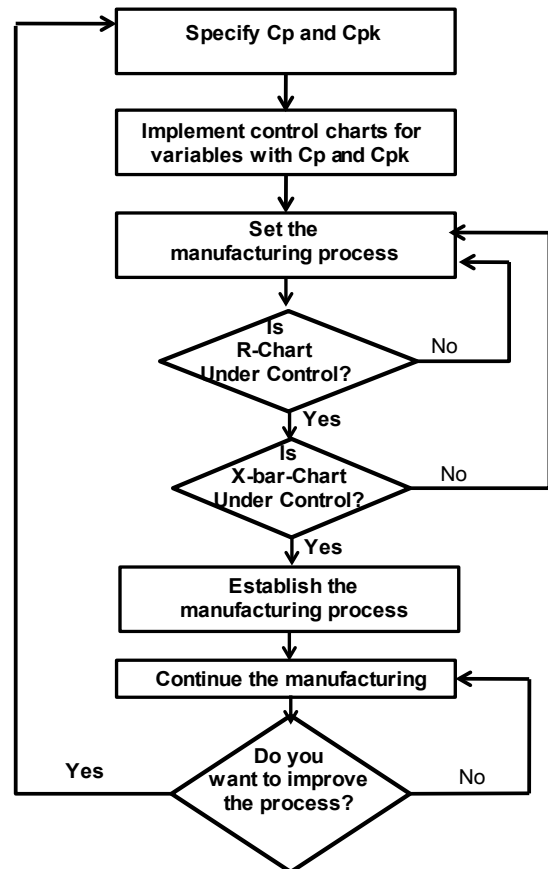 Specify Cp and Cpk
Implement control charts for
variables with Cp and Cpk
Set the
manufacturing process
Is
R-Chart
Under Control?
No
Yes
Is
X-bar-Chart
Under Control?
No
Yes
Establish the
manufacturing process
Continue the manufacturing
Do you
want to improve
the process?
Yes
No